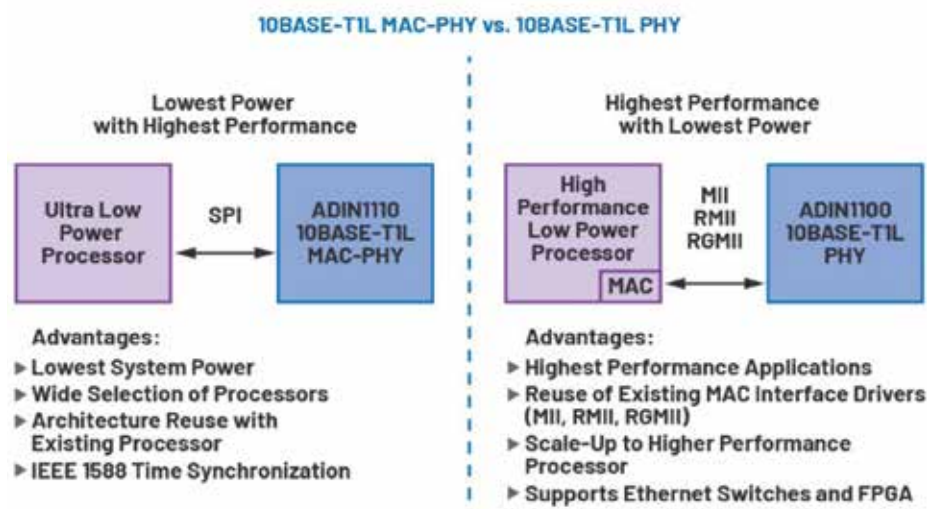 10BASE-T1L MAC-PHY vs. 10BASE-T1L PHY
Lowest Power
with Highest Performance
Ultra Low
Power
Processor
SPI
ADIN1110
10BASE-T1L
MAC-PHY
Advantages:
▶ Lowest System Power
▶ Wide Selection of Processors
▶ Architecture Reuse with
Existing Processor
▶ IEEE 1588 Time Synchronization
Highest Performance
with Lowest Power
High
Performance
Low Power
Processor
MAC
MII
RMII
RGMII
ADIN1100
10BASE-T1L
PHY
Advantages:
▶ Highest Performance Applications
▶ Reuse of Existing MAC Interface Drivers
(MII, RMII, RGMII)
▶ Scale-Up to Higher Performance
Processor
▶ Supports Ethernet Switches and FPGA